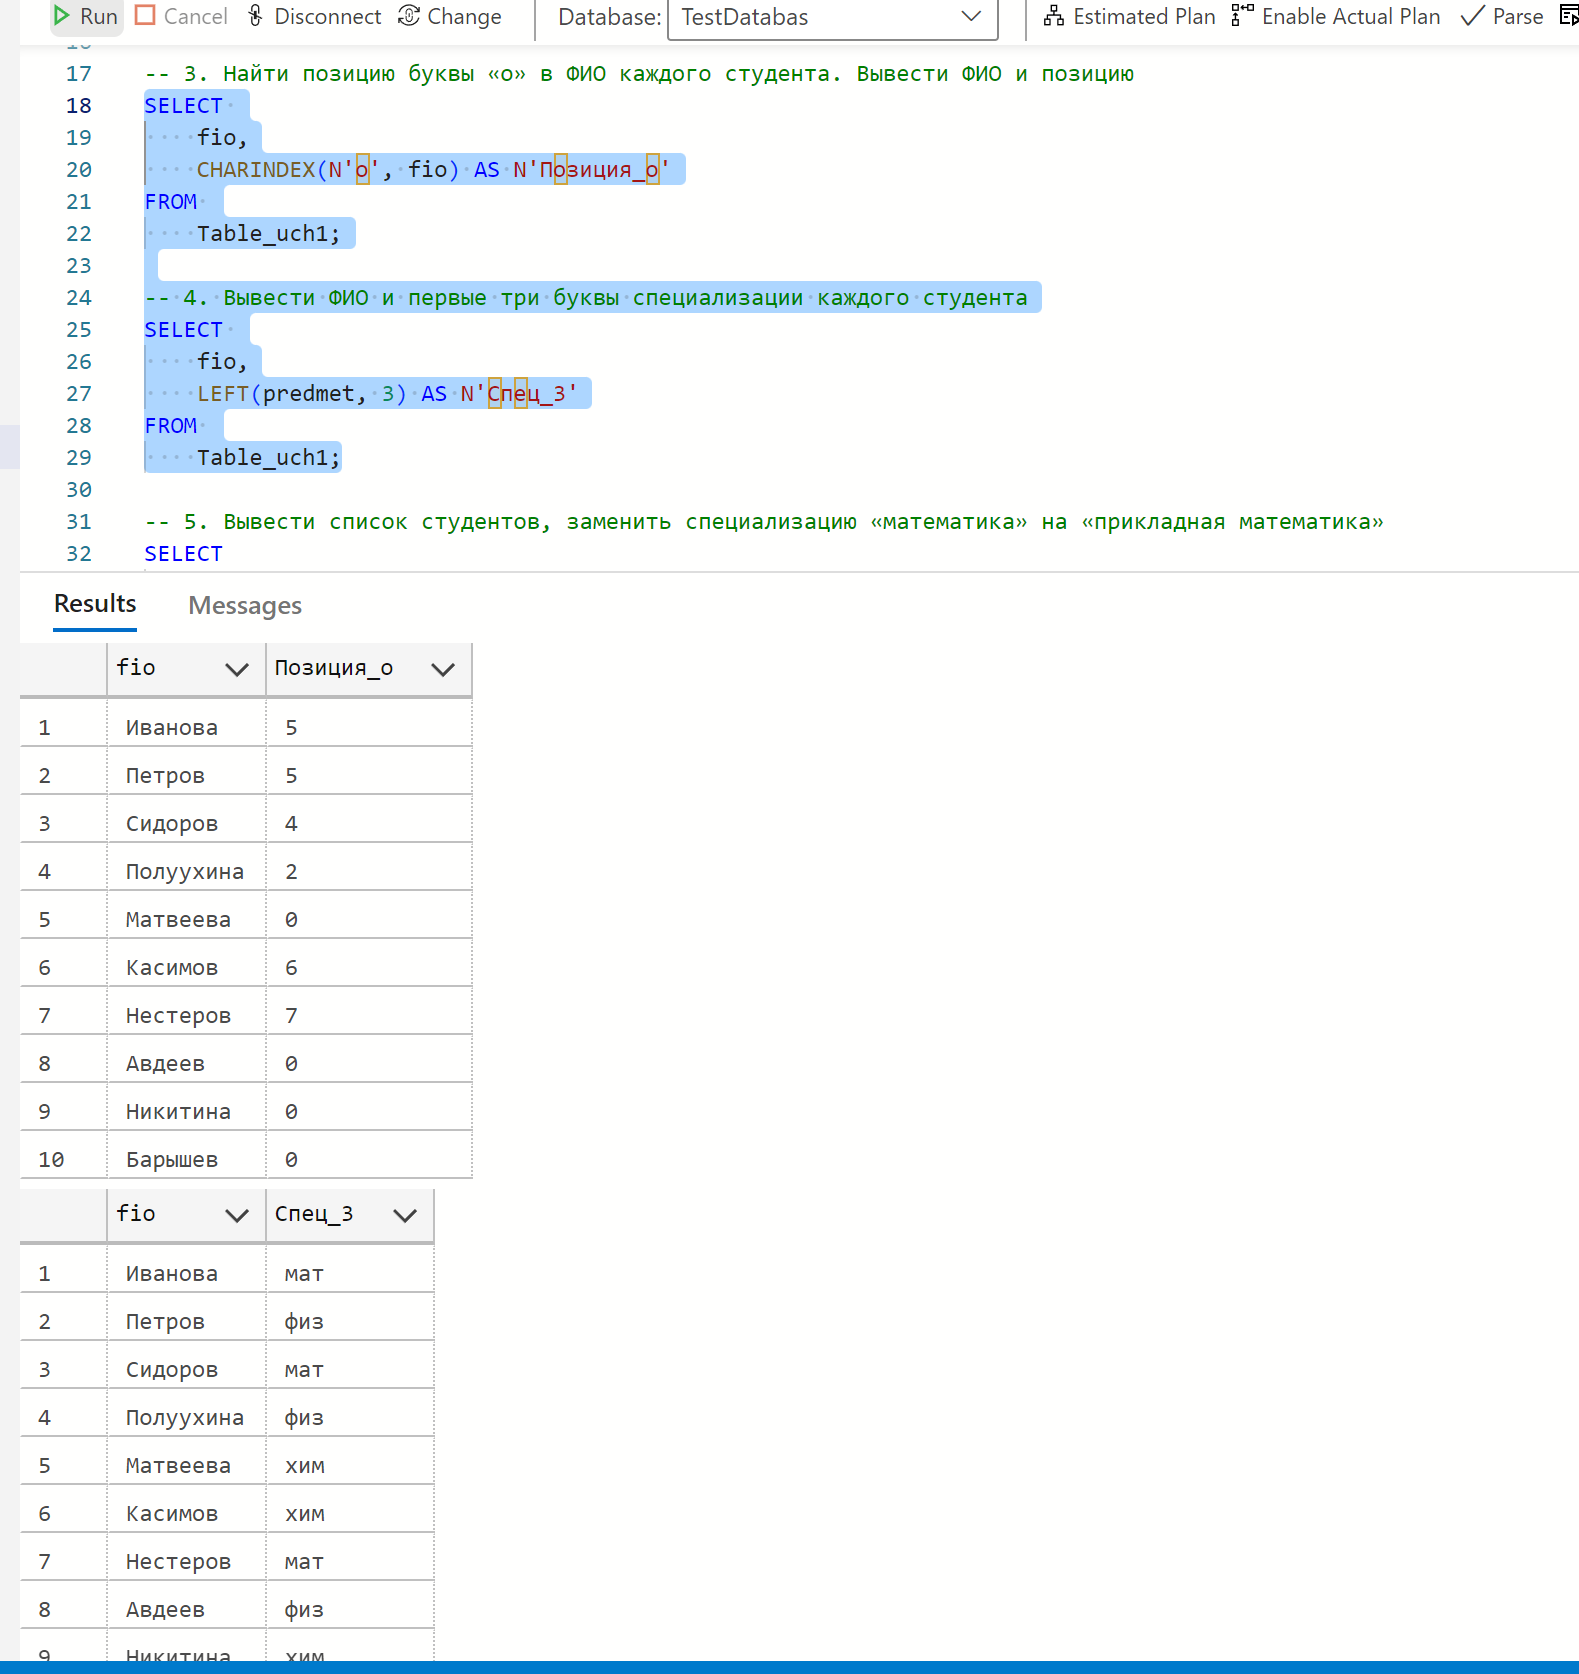 Run Cancel Disconnect Change Database: TestDatabas Estimated Plan Enable Actual Plan Parse
17 -- 3. Найти позицию буквы «о» в ФИО каждого студента. Вывести ФИО и позицию
18 SELECT
19 fio,
20 CHARINDEX(N'о', fio) AS N'Позиция_о'
21 FROM
22 Table_uch1;
23
24 -- 4. Вывести ФИО и первые три буквы специализации каждого студента
25 SELECT
26 fio,
27 LEFT(predmet, 3) AS N'Спец_3'
28 FROM
29 Table_uch1;
30
31 -- 5. Вывести список студентов, заменить специализацию «математика» на «прикладная математика»
32 SELECT
Results Messages
fio Позиция_о
1 Иванова 5
2 Петров 5
3 Сидоров 4
4 Полуухина 2
5 Матвеева 0
6 Касимов 6
7 Нестеров 7
8 Авдеев 0
9 Никитина 0
10 Барышев 0
fio Спец_3
1 Иванова мат
2 Петров физ
3 Сидоров мат
4 Полуухина физ
5 Матвеева хим
6 Касимов хим
7 Нестеров мат
8 Авдеев физ
9 Никитина хим